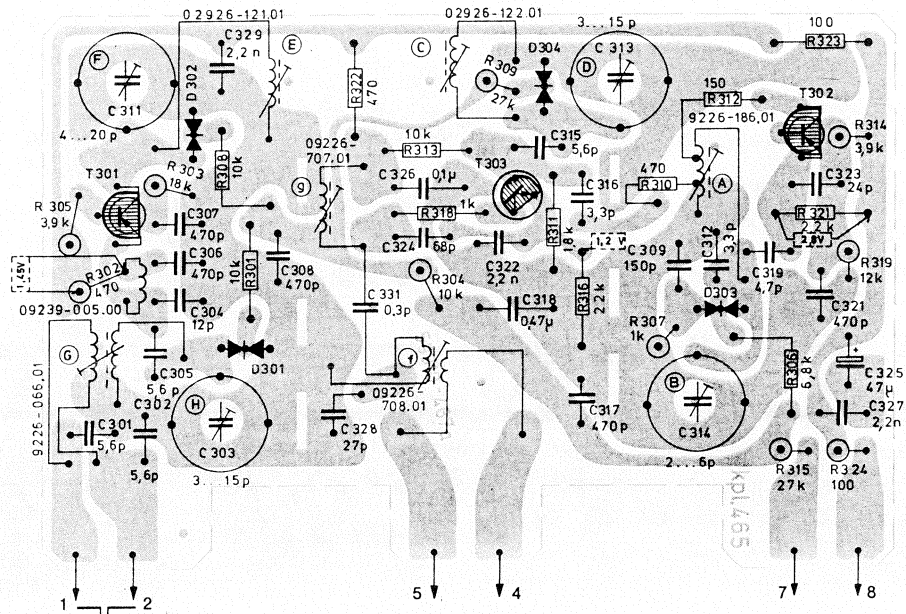 02926-121.01
02926-122.01
3...15p
100
C329
2,2n
E
C
D304
C 313
R323
F
D302
R309
D
T302
27k
R322
470
150
R312
C311
9226-186,01
R314
3,9k
4...20p
10k
C315
5,6p
R308
10k
R303
18k
09226-
707.01
R313
T303
T301
C 326
0,1µ
470
R310
C323
24p
g
C316
A
R 305
3,9k
C307
470p
R318
1k
R311
1,8k
3,3p
R321
2,2k
C324
68p
1,2 V
C312
3,3p
2,8V
C306
470p
R301
10k
C308
470p
C322
2,2n
C309
150p
R319
12k
1,45V
R302
470
R304
10k
R316
2,2k
C319
4,7p
09239-005.00
C304
12p
C331
0,3p
C318
0,47µ
D303
C321
470p
G
R307
1k
C305
5,6p
D301
f
R306
6,8k
C325
47µ
9226-066,01
09226-
708.01
C302
H
B
C301
5,6p
C328
27p
C317
470p
C327
2,2n
C303
C314
5,6p
3...15p
2...6p
R315
27k
R324
100
kpl.465
1
2
5
4
7
8